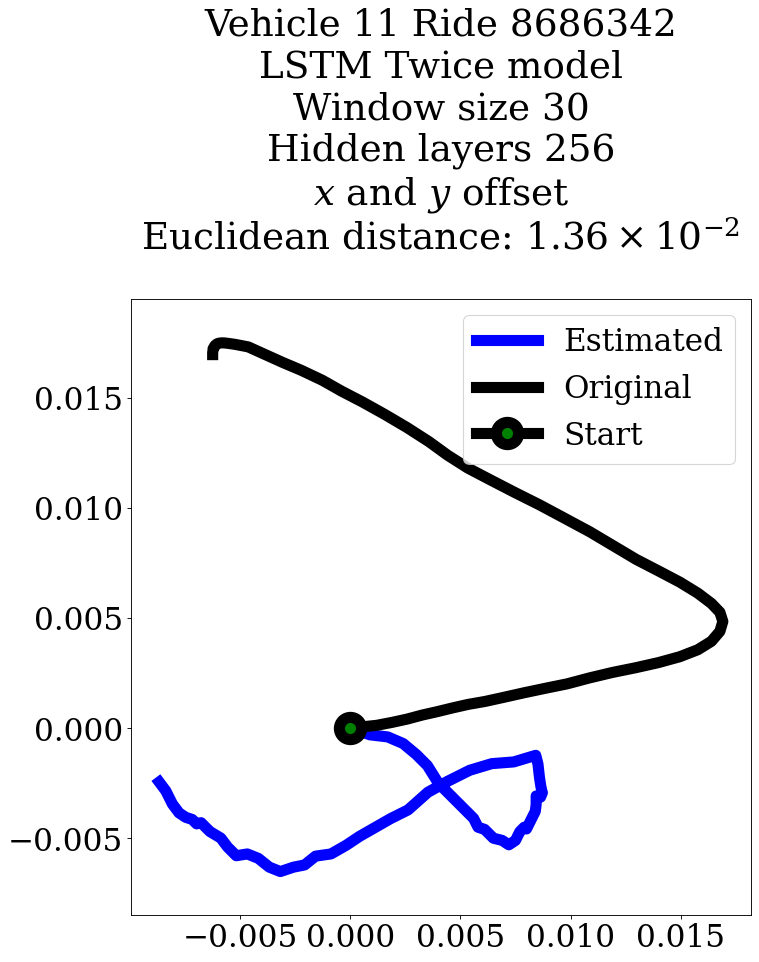 Vehicle 11 Ride 8686342
LSTM Twice model
Window size 30
Hidden layers 256
x and y offset
Euclidean distance: 1.36 × 10⁻²
Estimated
Original
Start
0.015
0.010
0.005
0.000
−0.005
−0.005 0.000 0.005 0.010 0.015